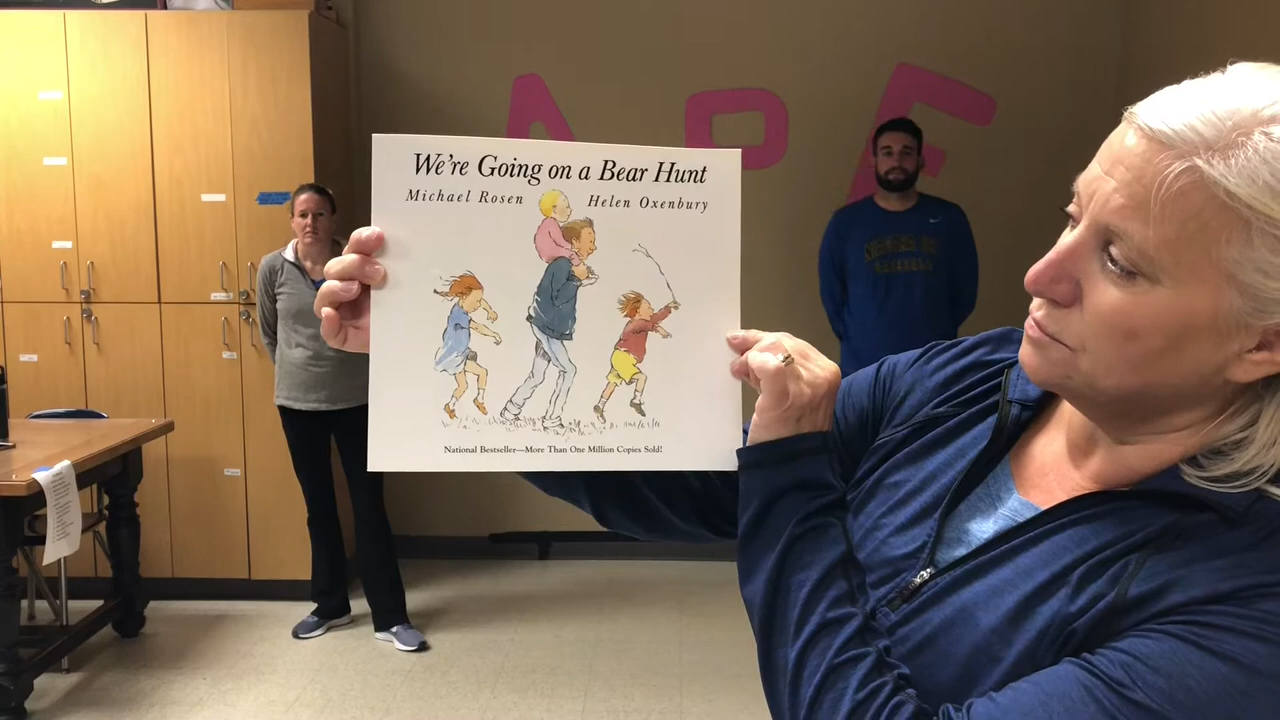 A P E
We're Going on a Bear Hunt
Michael Rosen Helen Oxenbury
National Bestseller—More Than One Million Copies Sold!